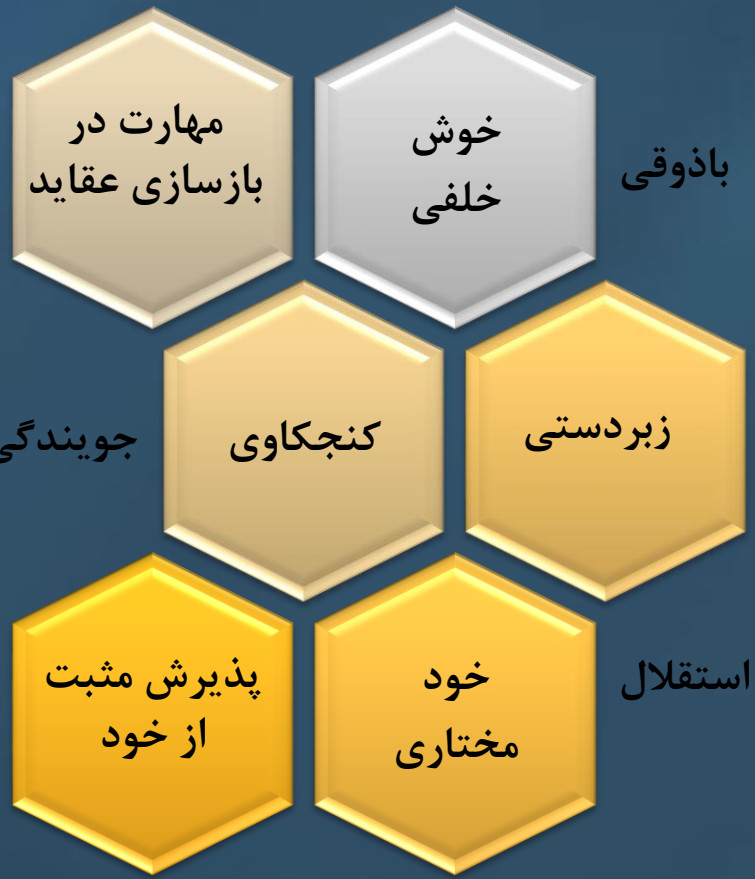 باذوقی
خوش
خلفی
مهارت در
بازسازی عقاید
زبردستی
کنجکاوی
جویندگی
استقلال
خود
مختاری
پذیرش مثبت
از خود